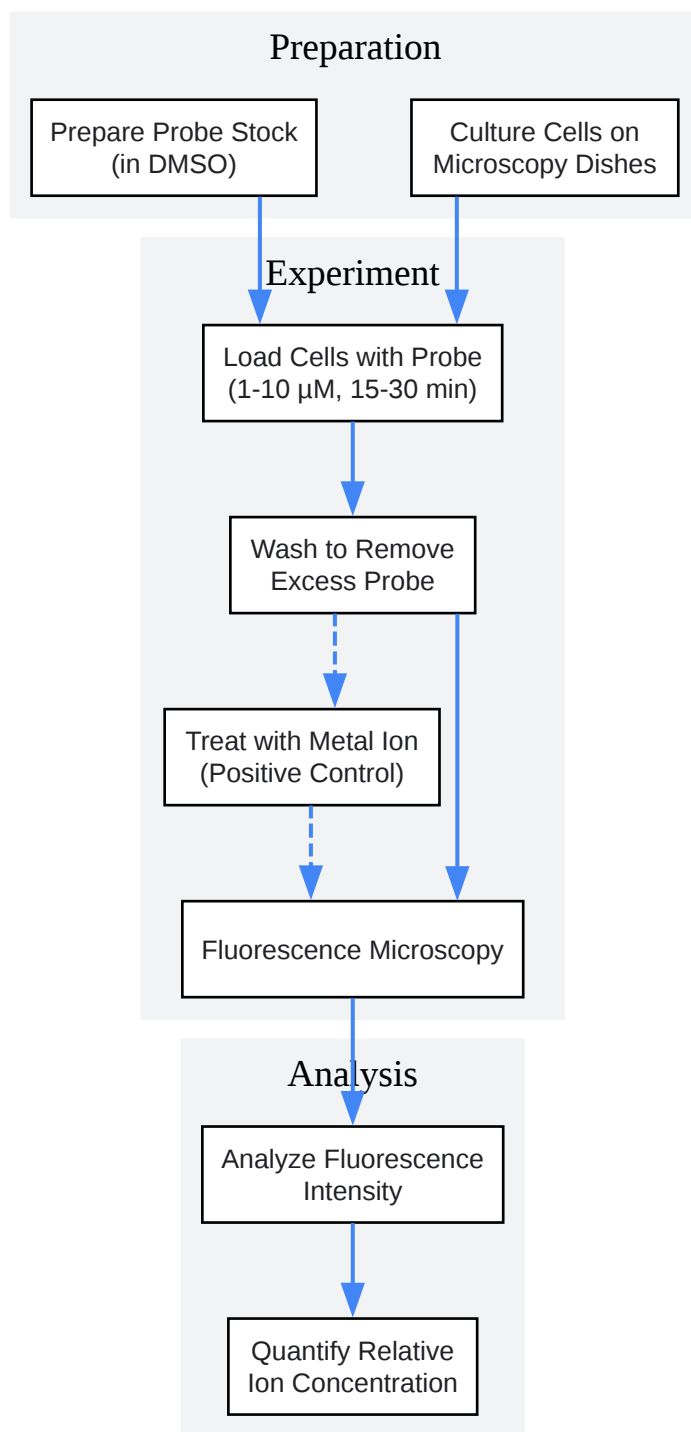 Preparation
Prepare Probe Stock
(in DMSO)
Culture Cells on
Microscopy Dishes
Experiment
Load Cells with Probe
(1-10 µM, 15-30 min)
Wash to Remove
Excess Probe
Treat with Metal Ion
(Positive Control)
Fluorescence Microscopy
Analysis
Analyze Fluorescence
Intensity
Quantify Relative
Ion Concentration